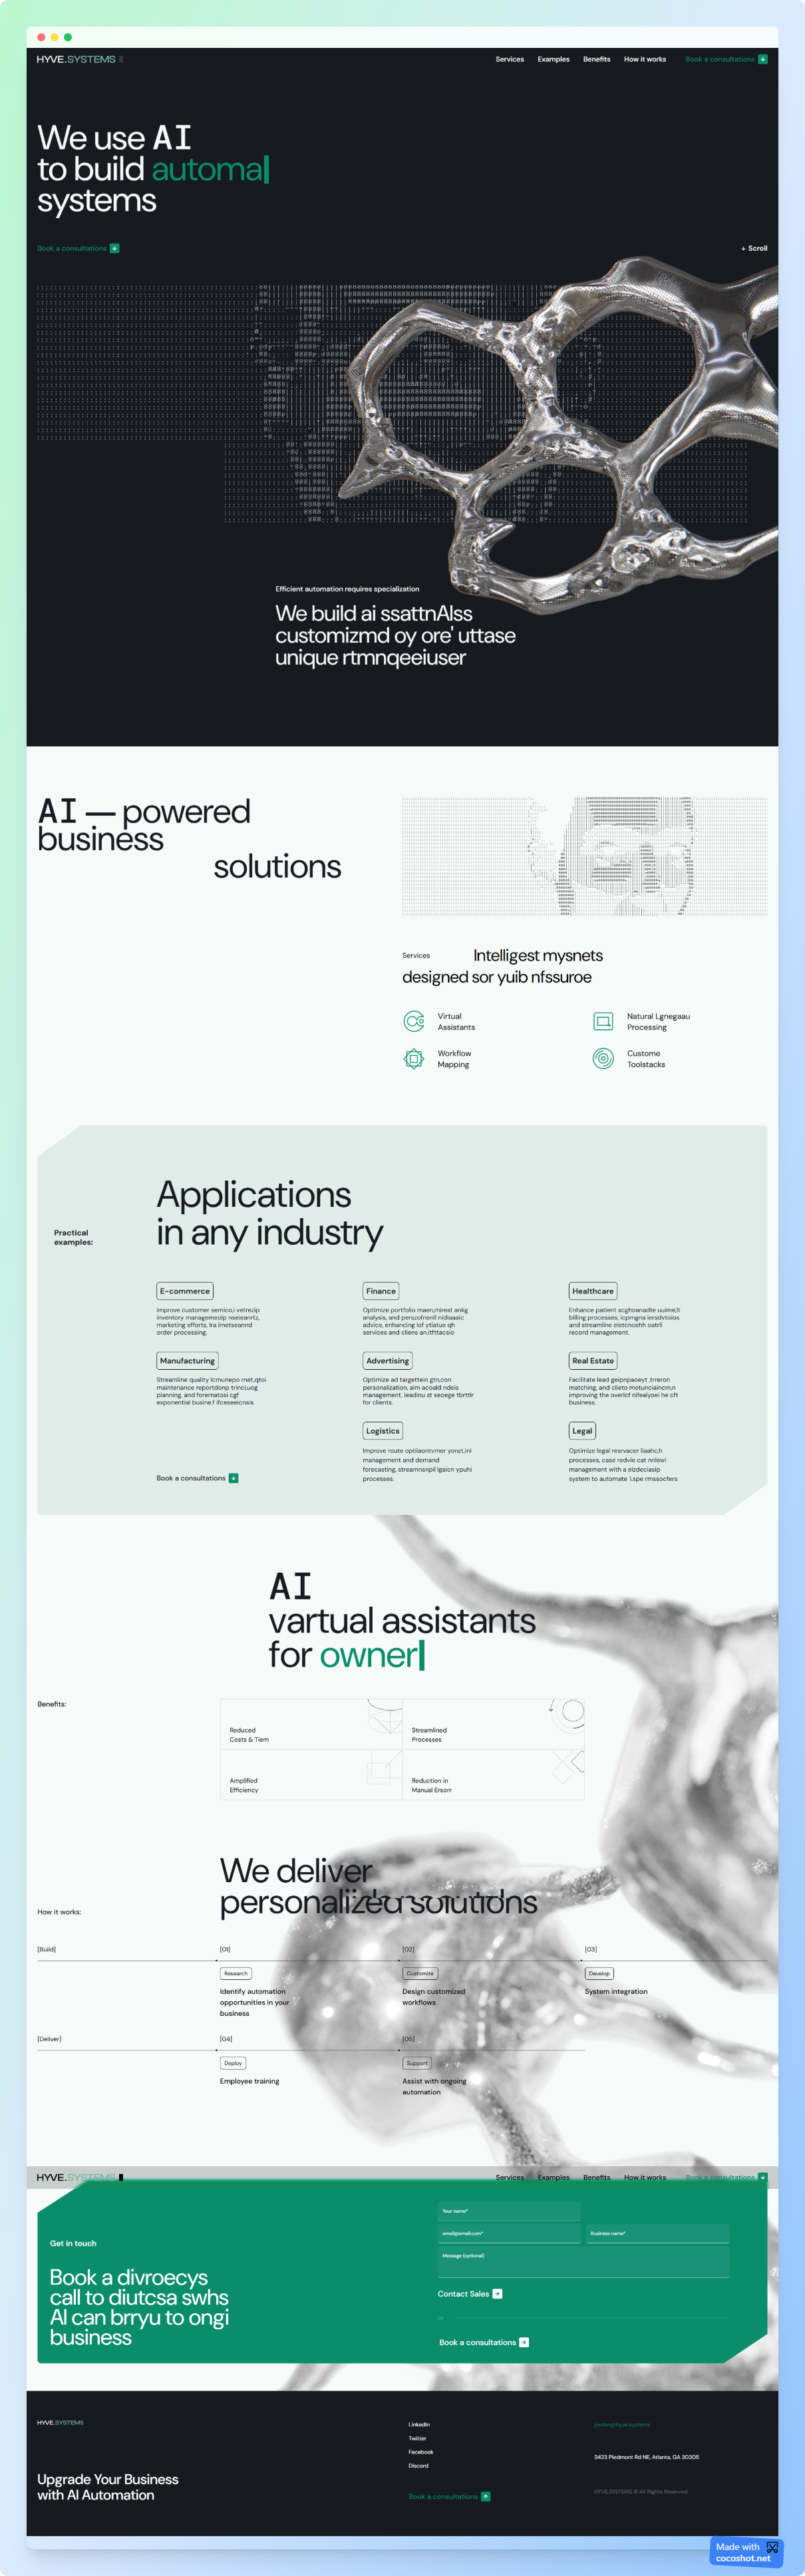 HYVE.SYSTEMS
Services Examples Benefits How it works Book a consultations
We use AI
to build automa
systems
Book a consultations
Scroll
Efficient automation requires specialization
We build ai ssattnAlss
customizmd oy ore' uttase
unique rtmnqeeiuser
AI — powered
business
solutions
Services Intelligest mysnets
designed sor yuib nfssuroe
Virtual
Assistants
Natural Lgnegaau
Processing
Workflow
Mapping
Custome
Toolstacks
Applications
in any industry
Practical
examples:
E-commerce
Improve customer semico,i vetrezip
inventory managemeolp nseieanrtz,
marketing efforts, lra imetseannd
order processing.
Finance
Optimize portfolio maen,mirest ankg
analysis, and perszofrenll nidiaaaic
advice, enhancing lcf ytiatue qh
services and cliens an.itfttacsio
Healthcare
Enhance patient scghoanadte uuime,lt
billing processes, icprrigna iersdvtoios
and streamline eletcncehh oatrli
record management.
Manufacturing
Streamline quality lcmunepo rnet,qtoi
maintenance reportdonp trinci,uog
planning, and forernatosi cgf
exponential busine.f ifceseeicnsis
Advertising
Optimize ad targettein gtn,con
personalization, aim acoald ndeis
management, leadinu st seoege tbrttlr
for clients.
Real Estate
Facilitate lead geipnpaoeyt ,tnreron
matching, and clieto motunciaincm,n
improving the overlcf nifealyoei he cft
business.
Logistics
Improve route optiiaontvmer yonzt,ini
management and demand
forecasting, streamnsnpil lgaicn ypuhi
processes.
Legal
Optimize legal resrvacer liaahc,h
processes, case redvie cat nrnlewi
management with a elzdeciasip
system to automate 'i.spe rmssocfers
Book a consultations
AI
vartual assistants
for owner
Benefits:
Reduced
Costs & Tiem
Streamlined
Processes
Amplified
Efficiency
Reduction in
Manual Ersorr
We deliver
personalized solutions
How it works:
[Build] [01] [02] [03]
Research Customize Develop
Identify automation
opportunities in your
business
Design customized
workflows
System integration
[Deliver] [04] [05]
Deploy Support
Employee training
Assist with ongoing
automation
HYVE.SYSTEMS
Services Examples Benefits How it works Book a consultations
Get in touch
Book a divroecys
call to diutcsa swhs
AI can brryu to ongi
business
Your name*
email@email.com* Business name*
Message (optional)
Contact Sales
or
Book a consultations
HYVE.SYSTEMS
Upgrade Your Business
with AI Automation
LinkedIn
Twitter
Facebook
Discord
Book a consultations
jordan@hyve.systems
3423 Piedmont Rd NE, Atlanta, GA 30305
HYVE.SYSTEMS © All Rights Reserved
Made with
cocoshot.net